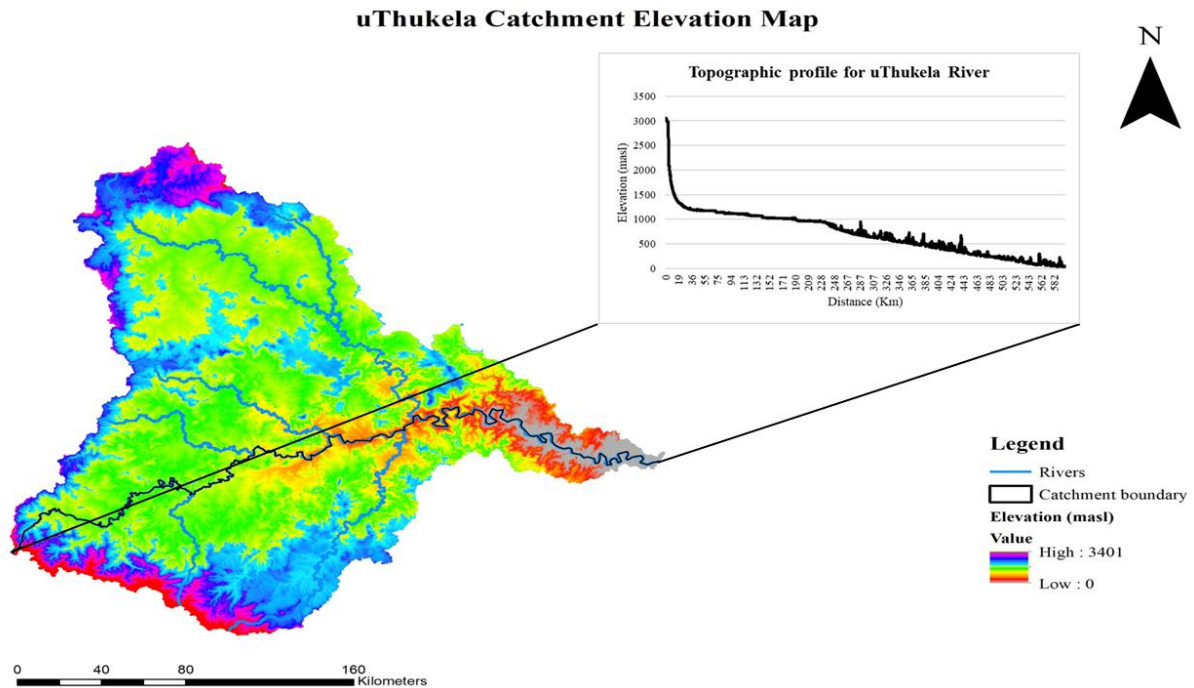 uThukela Catchment Elevation Map
N
Topographic profile for uThukela River
Elevation (masl)
3500
3000
2500
2000
1500
1000
500
0
0 19 36 55 75 94 113 132 152 171 190 209 228 248 267 287 307 326 346 365 385 404 424 443 463 483 503 523 543 562 582
Distance (Km)
Legend
Rivers
Catchment boundary
Elevation (masl)
Value
High : 3401
Low : 0
0 40 80 160
Kilometers